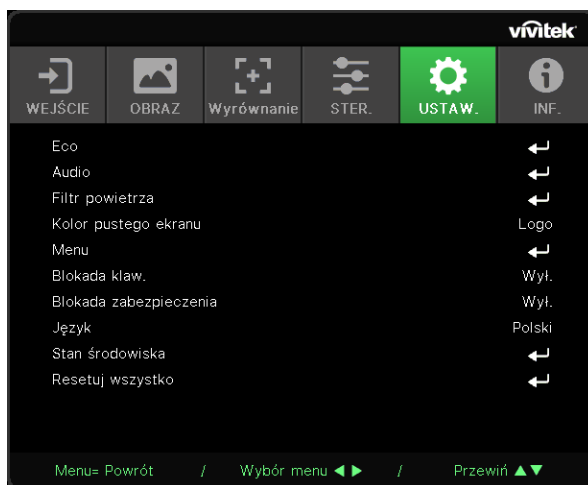 vivitek
WEJŚCIE OBRAZ Wyrównanie STER. USTAW. INF.
Eco
Audio
Filtr powietrza
Kolor pustego ekranu Logo
Menu
Blokada klaw. Wył.
Blokada zabezpieczenia Wył.
Język Polski
Stan środowiska
Resetuj wszystko
Menu= Powrót / Wybór menu ◀ ▶ / Przewiń ▲▼